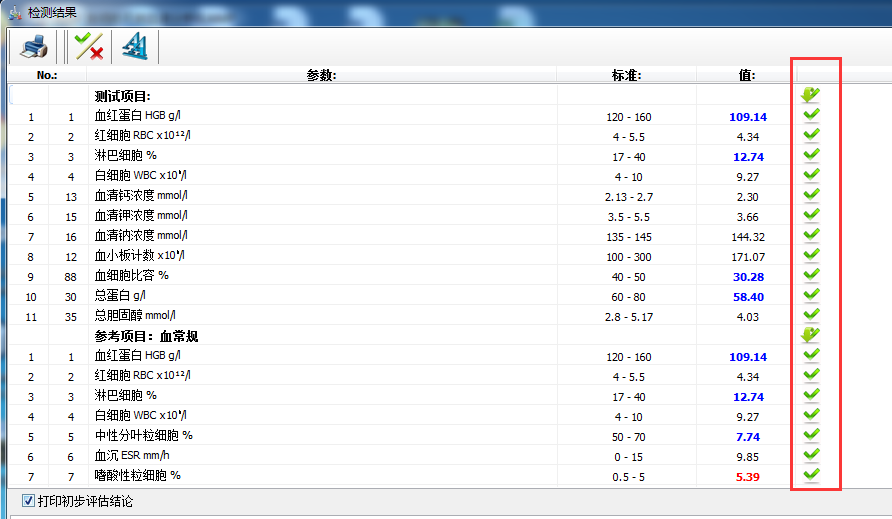 检测结果
No.: 参数: 标准: 值:
测试项目:
1 1 血红蛋白 HGB g/l 120 - 160 109.14
2 2 红细胞 RBC x10¹²/l 4 - 5.5 4.34
3 3 淋巴细胞 % 17 - 40 12.74
4 4 白细胞 WBC x10⁹/l 4 - 10 9.27
5 13 血清钙浓度 mmol/l 2.13 - 2.7 2.30
6 15 血清钾浓度 mmol/l 3.5 - 5.5 3.66
7 16 血清钠浓度 mmol/l 135 - 145 144.32
8 12 血小板计数 x10⁹/l 100 - 300 171.07
9 88 血细胞比容 % 40 - 50 30.28
10 30 总蛋白 g/l 60 - 80 58.40
11 35 总胆固醇 mmol/l 2.8 - 5.17 4.03
参考项目: 血常规
1 1 血红蛋白 HGB g/l 120 - 160 109.14
2 2 红细胞 RBC x10¹²/l 4 - 5.5 4.34
3 3 淋巴细胞 % 17 - 40 12.74
4 4 白细胞 WBC x10⁹/l 4 - 10 9.27
5 5 中性分叶粒细胞 % 50 - 70 7.74
6 6 血沉 ESR mm/h 0 - 15 9.85
7 7 嗜酸性粒细胞 % 0.5 - 5 5.39
打印初步评估结论